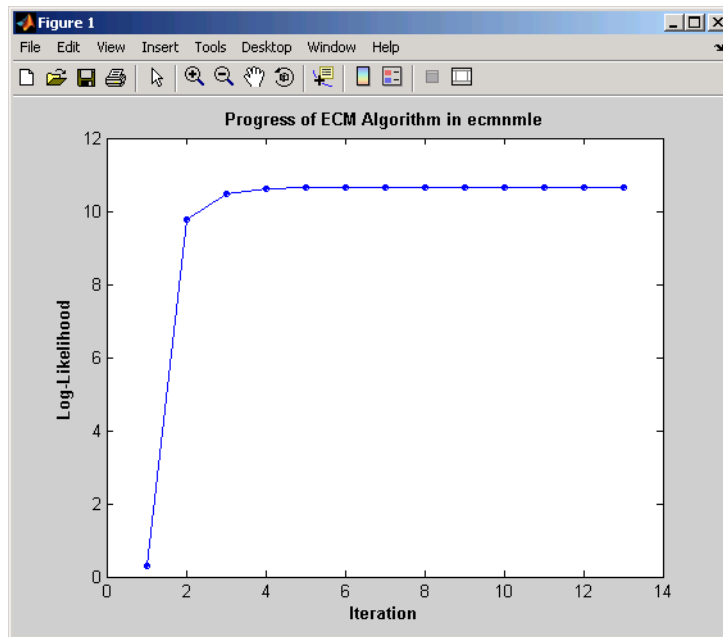 Figure 1
File Edit View Insert Tools Desktop Window Help
Progress of ECM Algorithm in ecmnmle
12
10
8
6
4
2
0
Log-Likelihood
0 2 4 6 8 10 12 14
Iteration